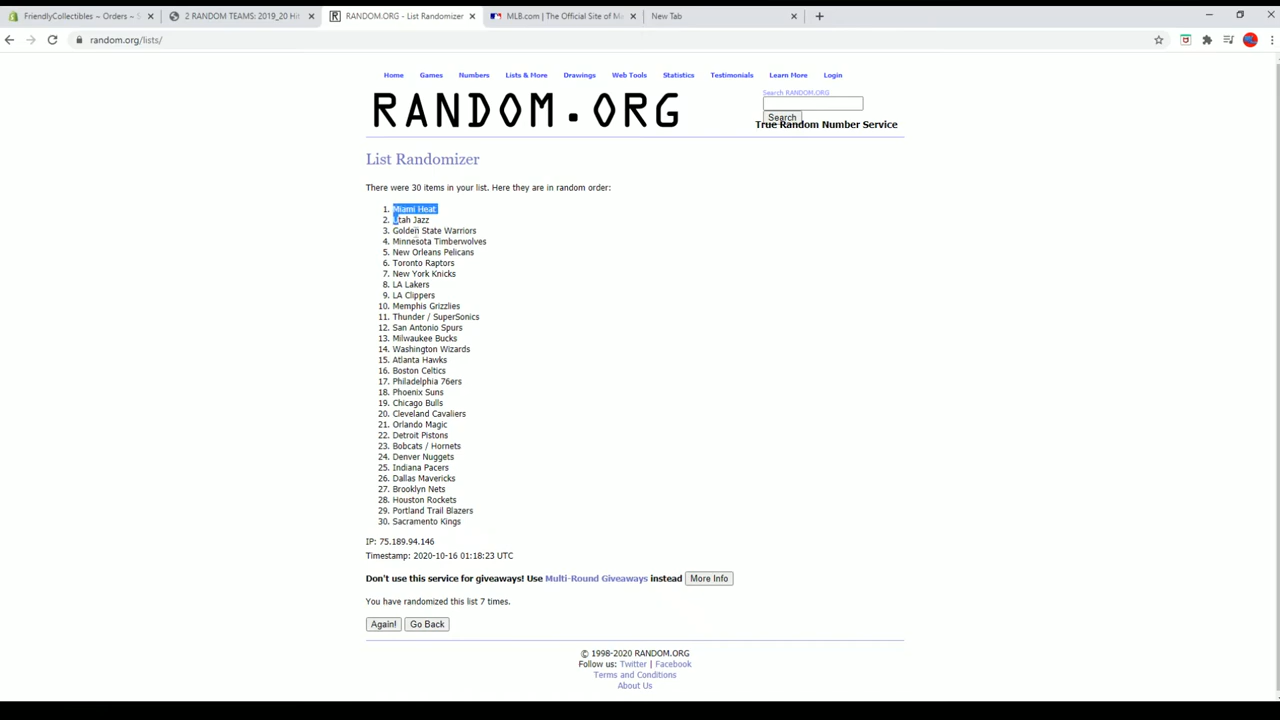 FriendlyCollectibles ~ Orders ~ S
2 RANDOM TEAMS: 2019_20 Hit
RANDOM.ORG - List Randomizer
MLB.com | The Official Site of Ma
New Tab
random.org/lists/
Home Games Numbers Lists & More Drawings Web Tools Statistics Testimonials Learn More Login
RANDOM.ORG
Search RANDOM.ORG
Search
True Random Number Service
List Randomizer
There were 30 items in your list. Here they are in random order:
1. Miami Heat
2. Utah Jazz
3. Golden State Warriors
4. Minnesota Timberwolves
5. New Orleans Pelicans
6. Toronto Raptors
7. New York Knicks
8. LA Lakers
9. LA Clippers
10. Memphis Grizzlies
11. Thunder / SuperSonics
12. San Antonio Spurs
13. Milwaukee Bucks
14. Washington Wizards
15. Atlanta Hawks
16. Boston Celtics
17. Philadelphia 76ers
18. Phoenix Suns
19. Chicago Bulls
20. Cleveland Cavaliers
21. Orlando Magic
22. Detroit Pistons
23. Bobcats / Hornets
24. Denver Nuggets
25. Indiana Pacers
26. Dallas Mavericks
27. Brooklyn Nets
28. Houston Rockets
29. Portland Trail Blazers
30. Sacramento Kings
IP: 75.189.94.146
Timestamp: 2020-10-16 01:18:23 UTC
Don't use this service for giveaways! Use Multi-Round Giveaways instead More Info
You have randomized this list 7 times.
Again! Go Back
© 1998-2020 RANDOM.ORG
Follow us: Twitter | Facebook
Terms and Conditions
About Us